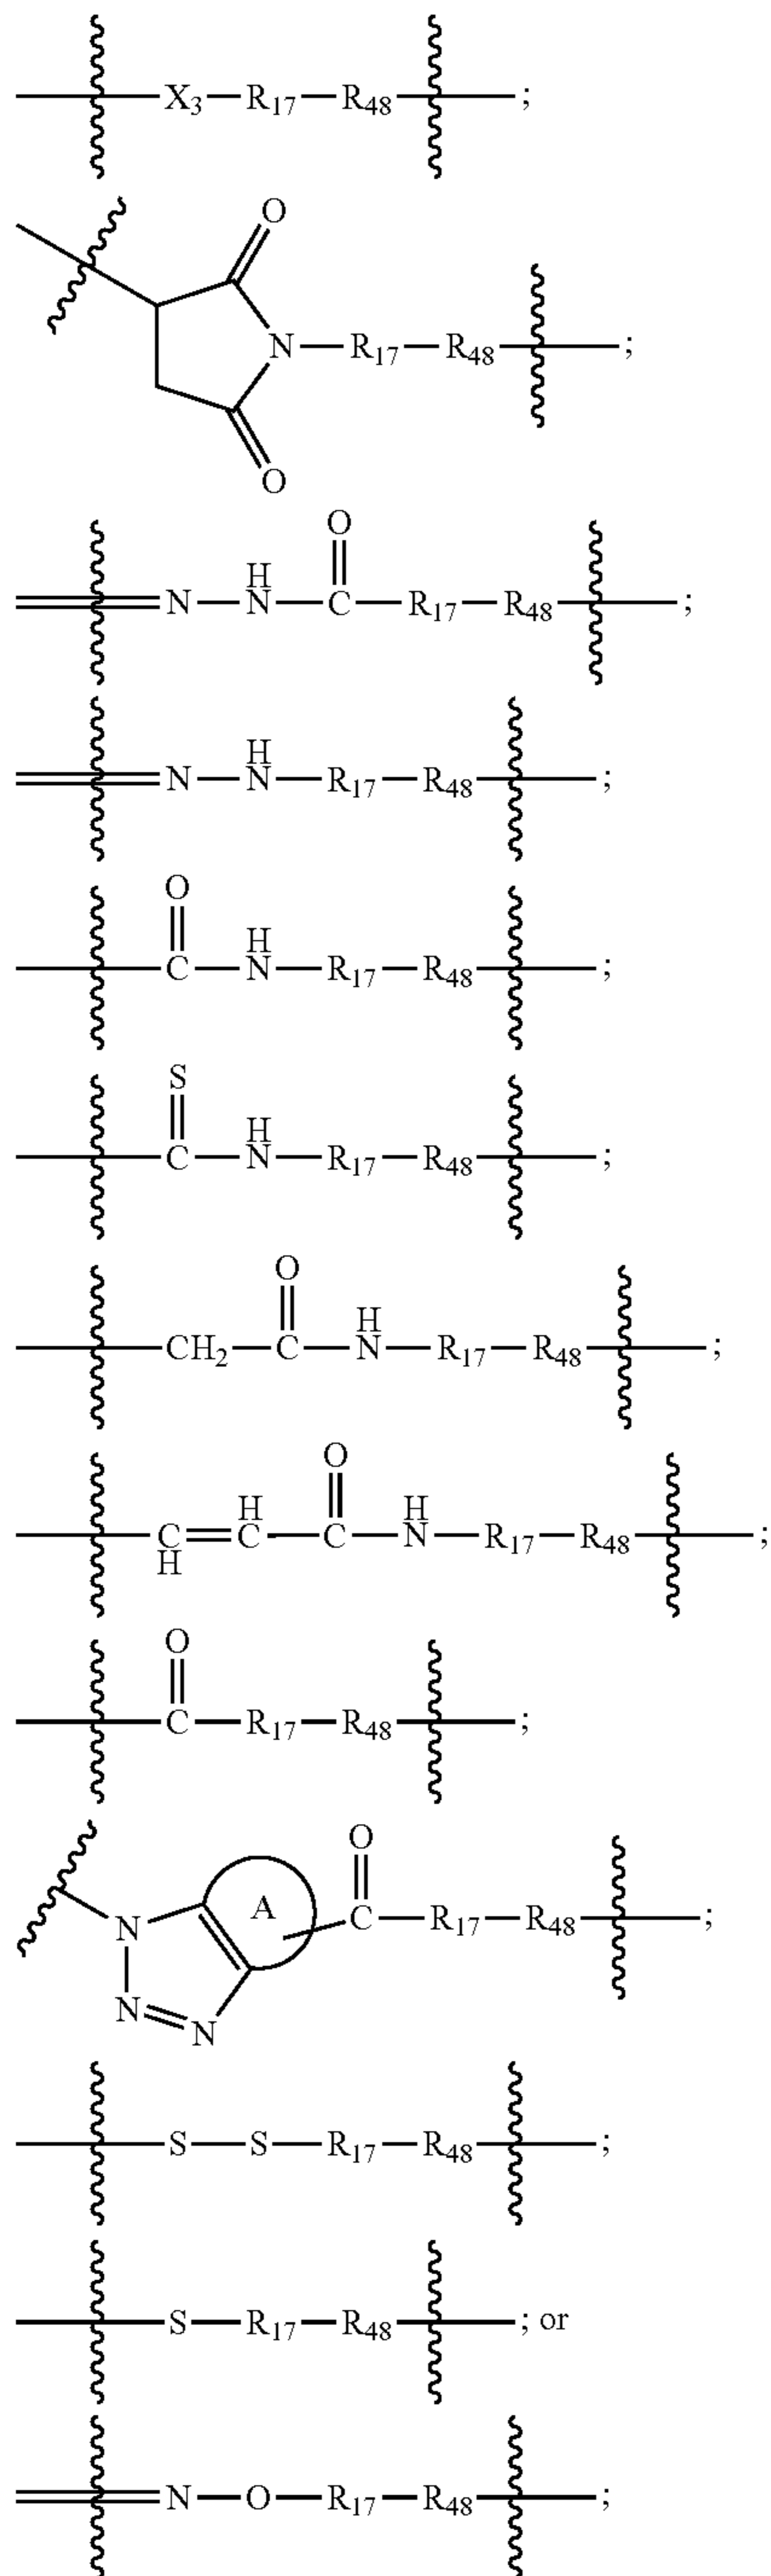 X3—R17—R48 ;
O
N—R17—R48 ;
O
O
H
N—N—C—R17—R48 ;
H
N—N—R17—R48 ;
O
H
C—N—R17—R48 ;
S
H
C—N—R17—R48 ;
O
H
CH2—C—N—R17—R48 ;
O
H H
C=C—C—N—R17—R48 ;
H
O
C—R17—R48 ;
O
A
N C—R17—R48 ;
N=N
S—S—R17—R48 ;
S—R17—R48 ; or
N—O—R17—R48 ;